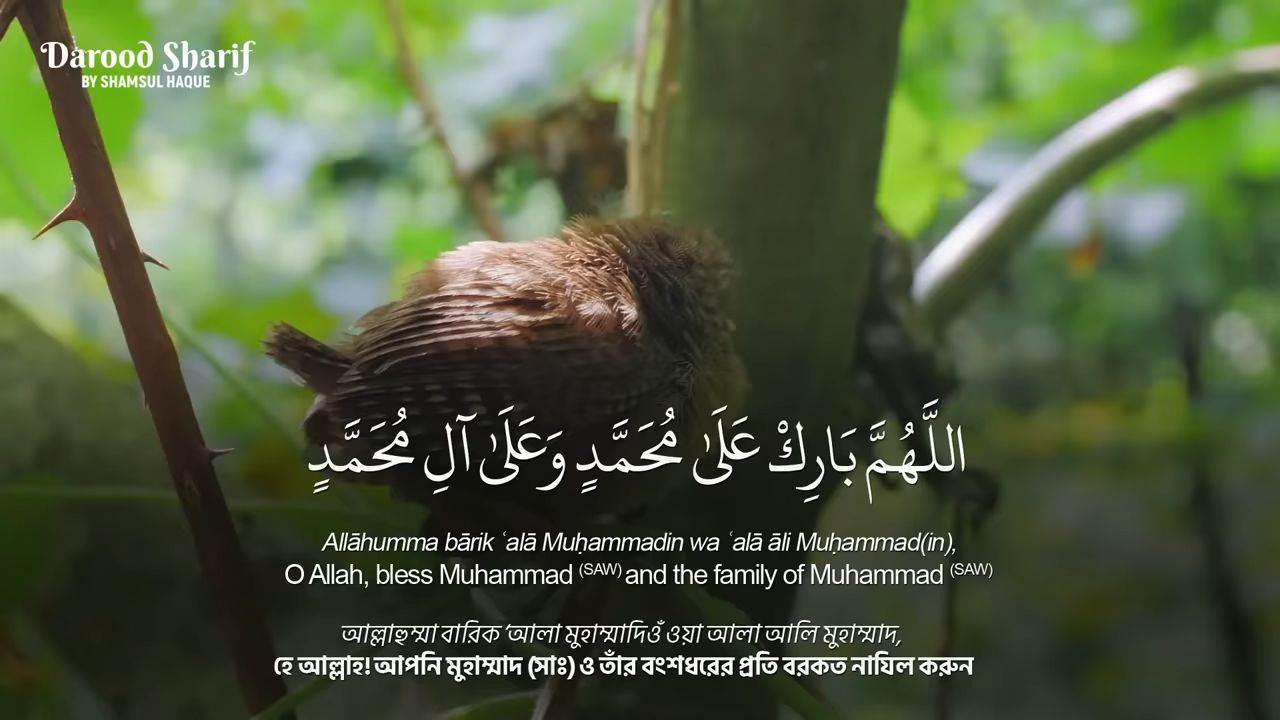 Darood Sharif
BY SHAMSUL HAQUE
اللَّهُمَّ بَارِكْ عَلَىٰ مُحَمَّدٍ وَعَلَىٰ آلِ مُحَمَّدٍ
Allāhumma bārik ʿalā Muḥammadin wa ʿalā āli Muḥammad(in),
O Allah, bless Muhammad (SAW) and the family of Muhammad (SAW)
আল্লাহুম্মা বারিক ‘আলা মুহাম্মাদিওঁ ওয়া আলা আলি মুহাম্মাদ,
হে আল্লাহ! আপনি মুহাম্মাদ (সাঃ) ও তাঁর বংশধরের প্রতি বরকত নাযিল করুন